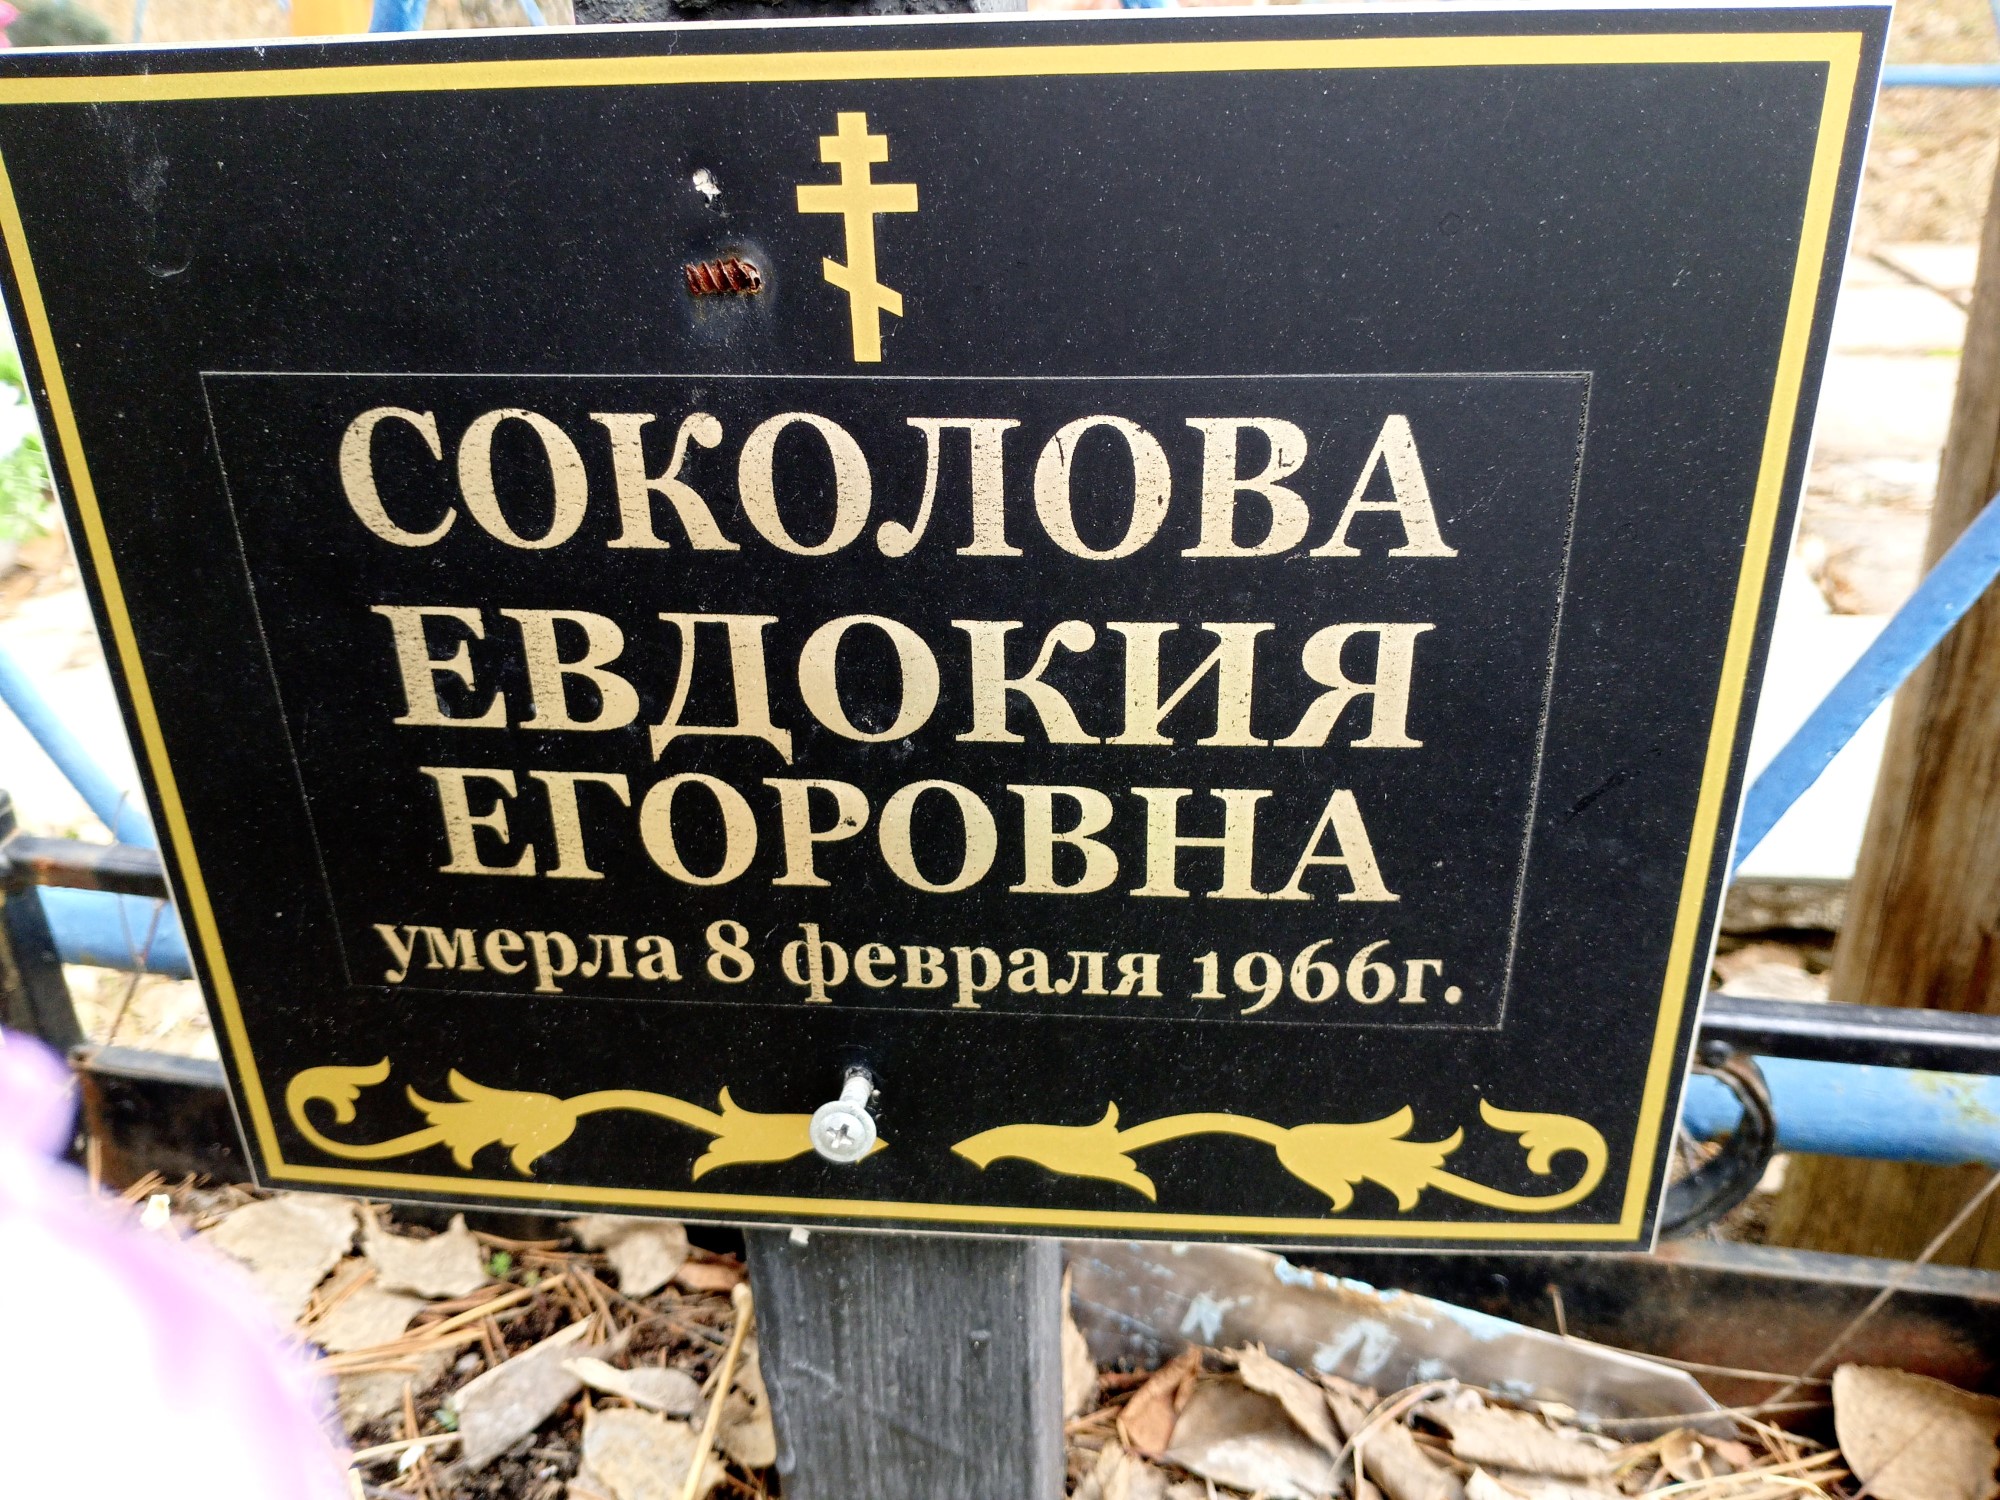 СОКОЛОВА
ЕВДОКИЯ
ЕГОРОВНА
умерла 8 февраля 1966г.